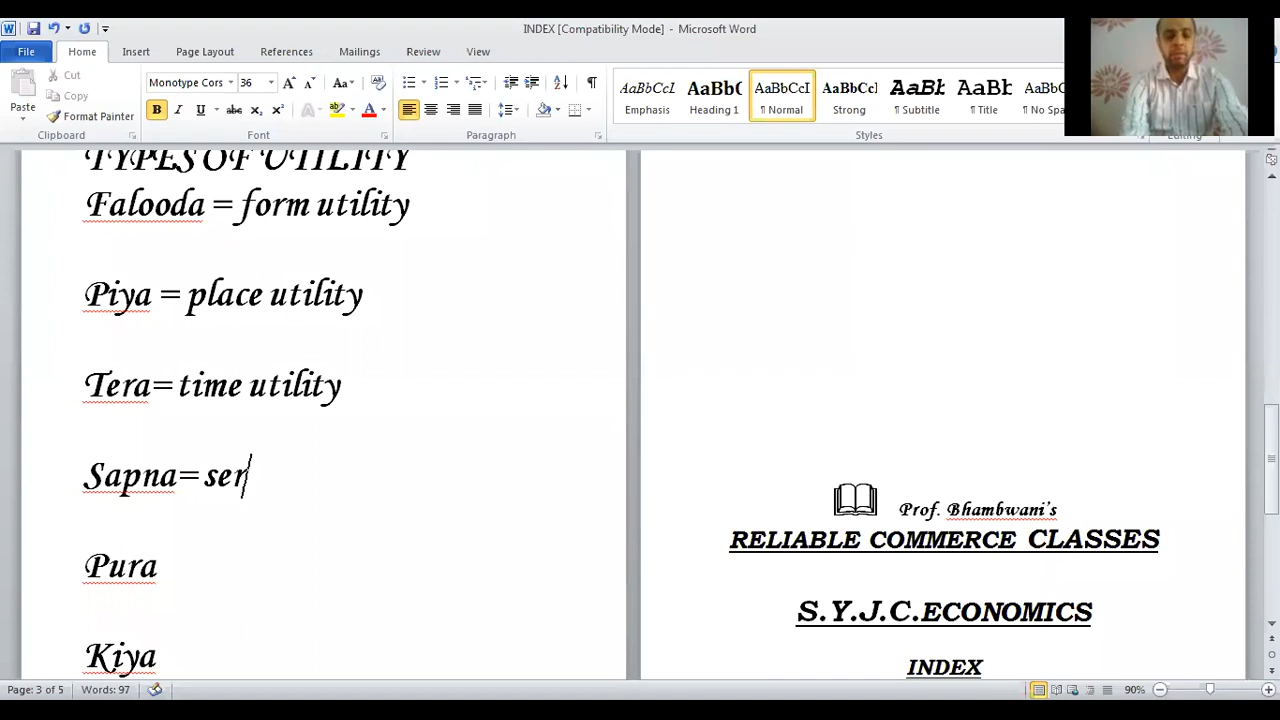 INDEX [Compatibility Mode] - Microsoft Word
File Home Insert Page Layout References Mailings Review View
Paste
Cut
Copy
Format Painter
Monotype Cors 36
AaBbCcI AaBbC AaBbCcI AaBbCcI AaBb AaBbC AaBbCc
Emphasis Heading 1 ¶ Normal Strong ¶ Subtitle ¶ Title ¶ No Spa
Clipboard Font Paragraph Styles Editing
TYPES OF UTILITY
Falooda = form utility
Piya = place utility
Tera= time utility
Sapna= ser
Pura
Kiya
Prof. Bhambwani's
RELIABLE COMMERCE CLASSES
S.Y.J.C.ECONOMICS
INDEX
Page: 3 of 5 Words: 97 90%